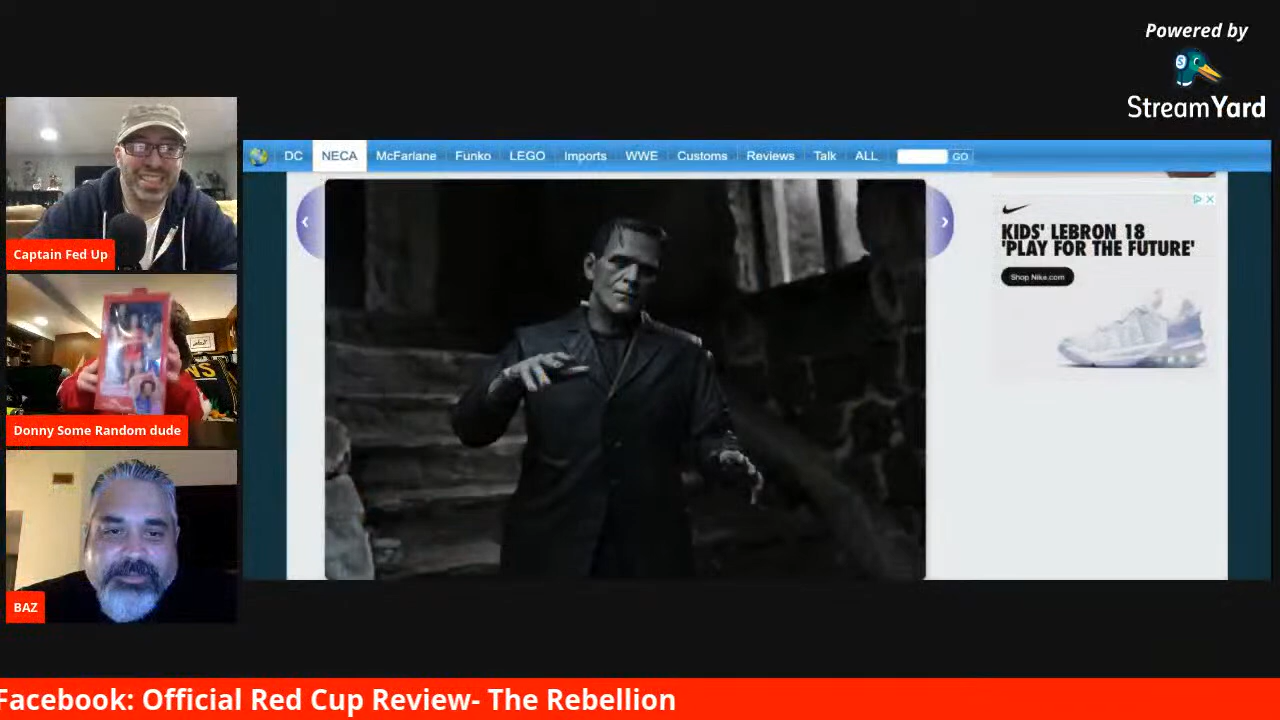 Powered by
StreamYard
DC NECA McFarlane Funko LEGO Imports WWE Customs Reviews Talk ALL GO
KIDS' LEBRON 18
'PLAY FOR THE FUTURE'
Shop Nike.com
Captain Fed Up
Donny Some Random dude
BAZ
Facebook: Official Red Cup Review- The Rebellion